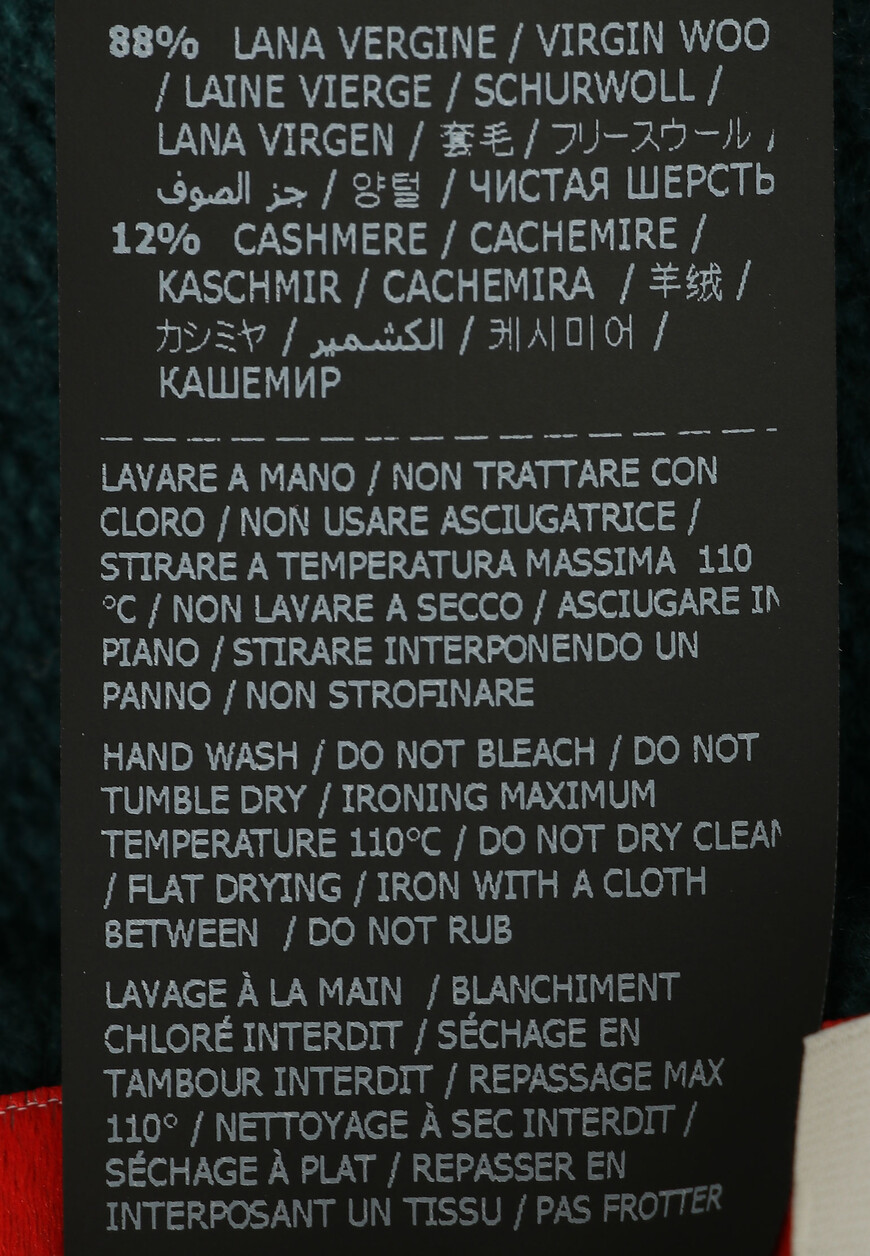 88% LANA VERGINE / VIRGIN WOO
/ LAINE VIERGE / SCHURWOLL /
LANA VIRGEN / 套毛 / フリースウール /
جز الصوف / 양털 / ЧИСТАЯ ШЕРСТЬ
12% CASHMERE / CACHEMIRE /
KASCHMIR / CACHEMIRA / 羊绒 /
カシミヤ / الكشمير / 케시미어 /
КАШЕМИР
LAVARE A MANO / NON TRATTARE CON
CLORO / NON USARE ASCIUGATRICE /
STIRARE A TEMPERATURA MASSIMA 110
°C / NON LAVARE A SECCO / ASCIUGARE IN
PIANO / STIRARE INTERPONENDO UN
PANNO / NON STROFINARE
HAND WASH / DO NOT BLEACH / DO NOT
TUMBLE DRY / IRONING MAXIMUM
TEMPERATURE 110°C / DO NOT DRY CLEAN
/ FLAT DRYING / IRON WITH A CLOTH
BETWEEN / DO NOT RUB
LAVAGE À LA MAIN / BLANCHIMENT
CHLORÉ INTERDIT / SÉCHAGE EN
TAMBOUR INTERDIT / REPASSAGE MAX
110° / NETTOYAGE À SEC INTERDIT /
SÉCHAGE À PLAT / REPASSER EN
INTERPOSANT UN TISSU / PAS FROTTER